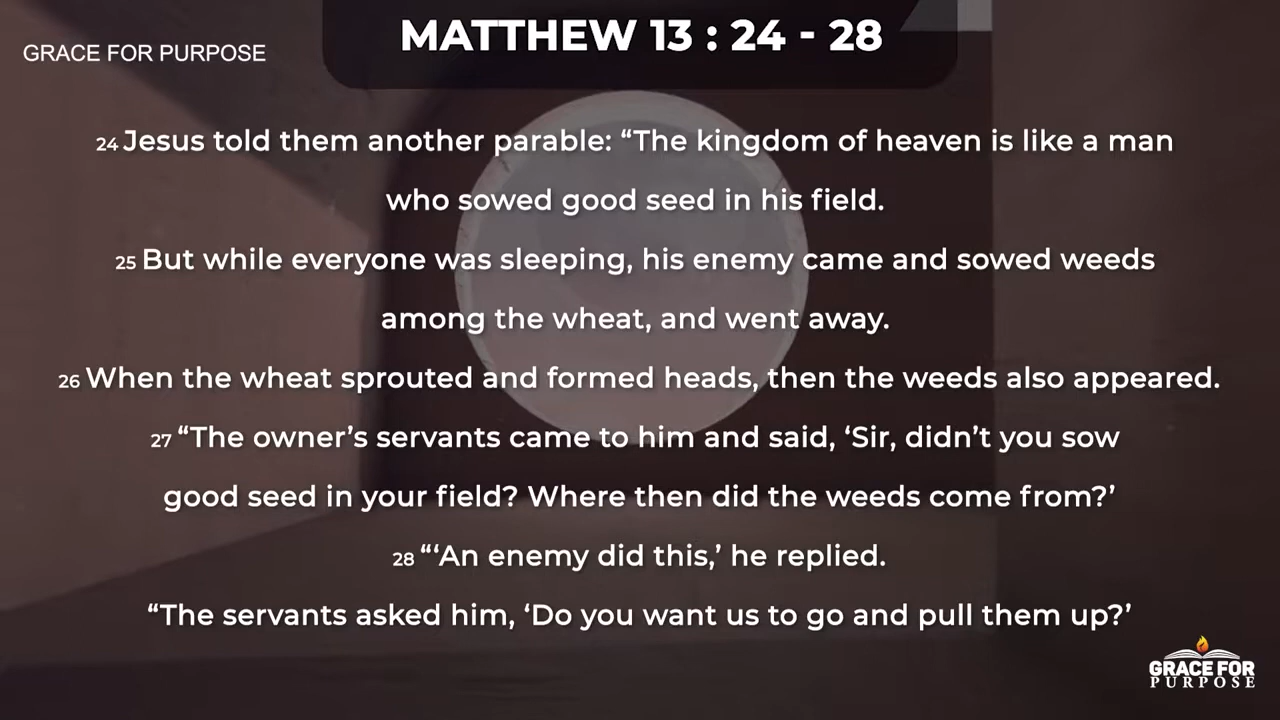 MATTHEW 13 : 24 - 28
GRACE FOR PURPOSE
24 Jesus told them another parable: “The kingdom of heaven is like a man
who sowed good seed in his field.
25 But while everyone was sleeping, his enemy came and sowed weeds
among the wheat, and went away.
26 When the wheat sprouted and formed heads, then the weeds also appeared.
27 “The owner’s servants came to him and said, ‘Sir, didn’t you sow
good seed in your field? Where then did the weeds come from?’
28 “‘An enemy did this,’ he replied.
“The servants asked him, ‘Do you want us to go and pull them up?’
GRACE FOR
PURPOSE